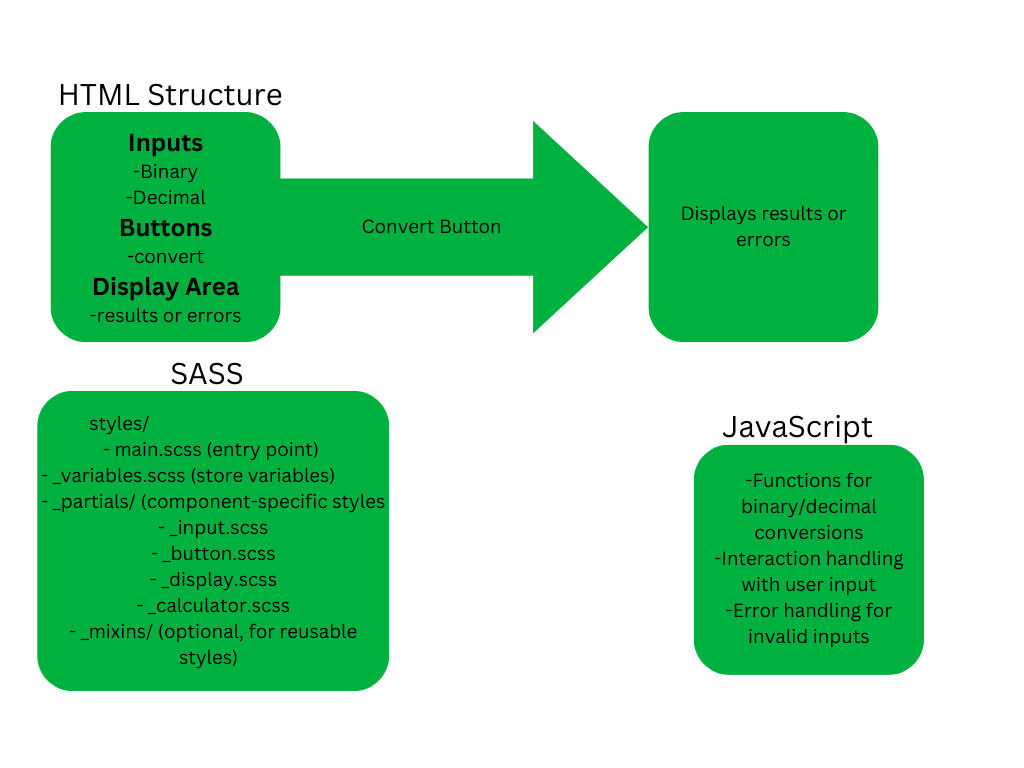 HTML Structure
Inputs
-Binary
-Decimal
Buttons
-convert
Display Area
-results or errors
Convert Button
Displays results or
errors
SASS
styles/
- main.scss (entry point)
- _variables.scss (store variables)
- _partials/ (component-specific styles
- _input.scss
- _button.scss
- _display.scss
- _calculator.scss
- _mixins/ (optional, for reusable
styles)
JavaScript
-Functions for
binary/decimal
conversions
-Interaction handling
with user input
-Error handling for
invalid inputs